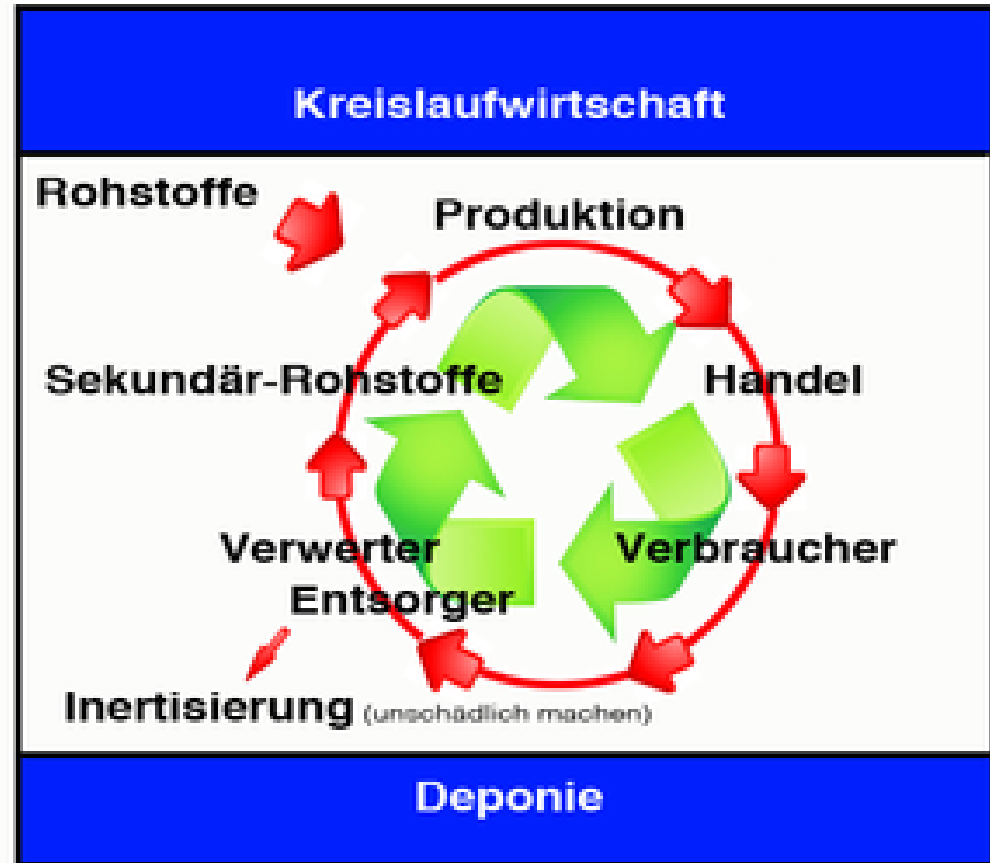 Kreislaufwirtschaft
Rohstoffe
Produktion
Sekundär-Rohstoffe
Handel
Verwerter
Verbraucher
Entsorger
Inertisierung (unschädlich machen)
Deponie